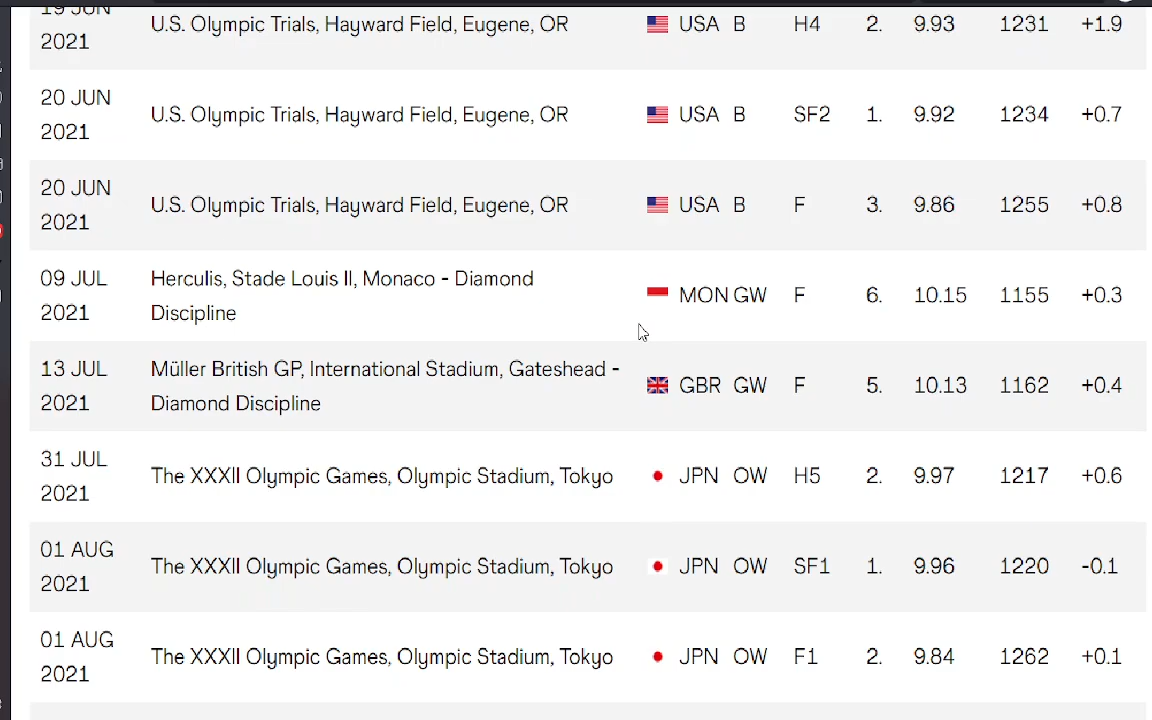 19 JUN
2021
U.S. Olympic Trials, Hayward Field, Eugene, OR USA B H4 2. 9.93 1231 +1.9
20 JUN
2021
U.S. Olympic Trials, Hayward Field, Eugene, OR USA B SF2 1. 9.92 1234 +0.7
20 JUN
2021
U.S. Olympic Trials, Hayward Field, Eugene, OR USA B F 3. 9.86 1255 +0.8
09 JUL
2021
Herculis, Stade Louis II, Monaco - Diamond
Discipline
MON GW F 6. 10.15 1155 +0.3
13 JUL
2021
Müller British GP, International Stadium, Gateshead -
Diamond Discipline
GBR GW F 5. 10.13 1162 +0.4
31 JUL
2021
The XXXII Olympic Games, Olympic Stadium, Tokyo JPN OW H5 2. 9.97 1217 +0.6
01 AUG
2021
The XXXII Olympic Games, Olympic Stadium, Tokyo JPN OW SF1 1. 9.96 1220 -0.1
01 AUG
2021
The XXXII Olympic Games, Olympic Stadium, Tokyo JPN OW F1 2. 9.84 1262 +0.1